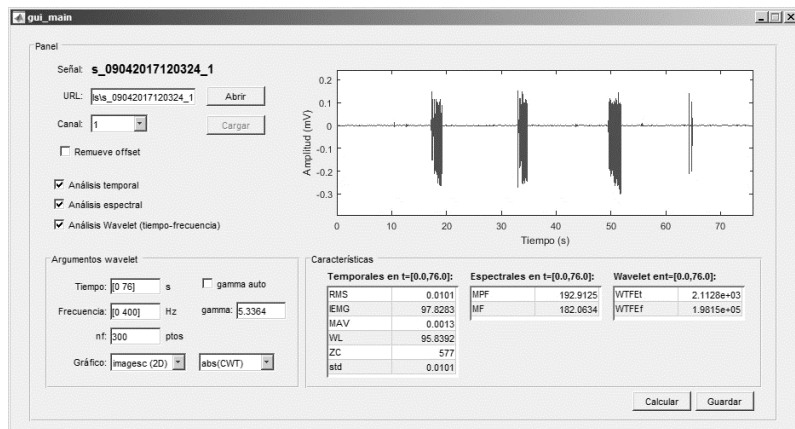 gui_main
Panel
Señal: s_09042017120324_1
URL: ls\s_09042017120324_1 Abrir
Canal: 1 Cargar
Remueve offset
Análisis temporal
Análisis espectral
Análisis Wavelet (tiempo-frecuencia)
0.2
0.1
0
-0.1
-0.2
-0.3
Amplitud (mV)
0 10 20 30 40 50 60 70
Tiempo (s)
Argumentos wavelet
Tiempo: [0 76] s gamma auto
Frecuencia: [0 400] Hz gamma: 5.3364
nf: 300 ptos
Gráfico: imagesc (2D) abs(CWT)
Características
Temporales en t=[0.0,76.0]: Espectrales en t=[0.0,76.0]: Wavelet ent=[0.0,76.0]:
RMS 0.0101 MPF 192.9125 WTFEt 2.1128e+03
IEMG 97.8283 MF 182.0634 WTFEf 1.9815e+05
MAV 0.0013
WL 95.8392
ZC 577
std 0.0101
Calcular Guardar